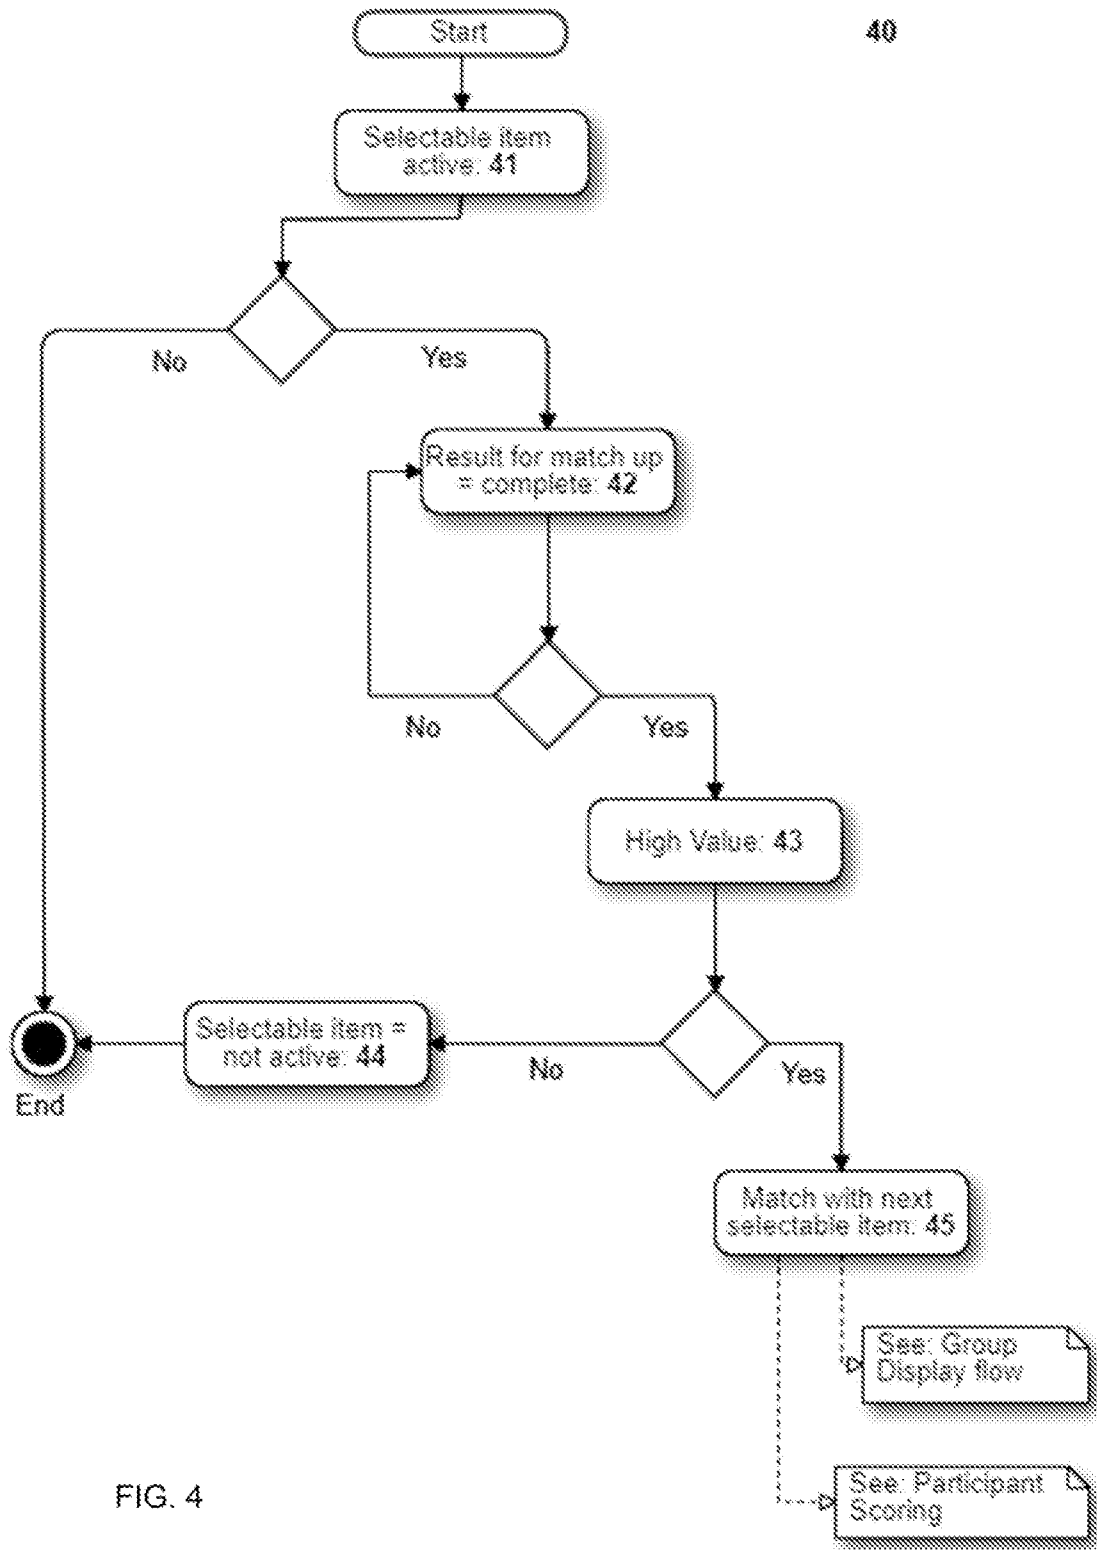 Start
40
Selectable item
active: 41
No
Yes
Result for match up
= complete: 42
No
Yes
High Value: 43
Selectable item =
not active: 44
No
Yes
End
Match with next
selectable item: 45
See: Group
Display flow
See: Participant
Scoring
FIG. 4